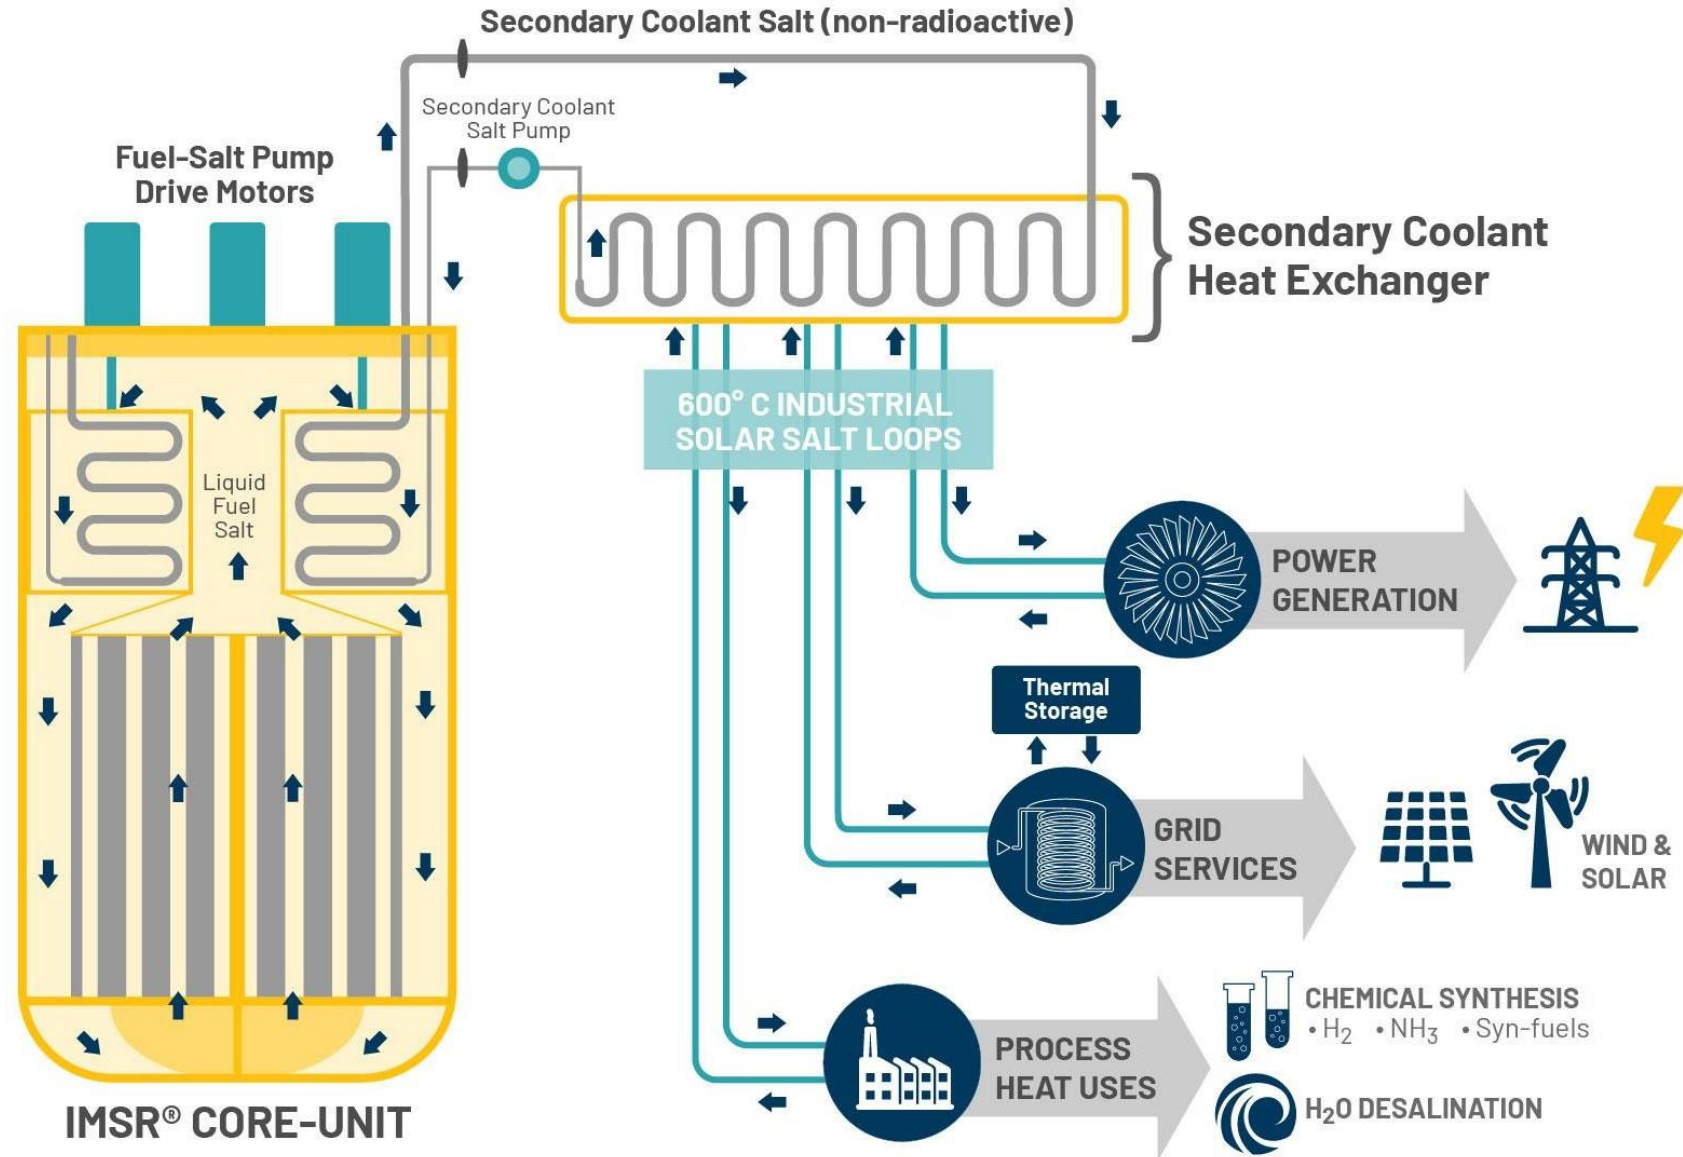 Secondary Coolant Salt (non-radioactive)
Secondary Coolant
Salt Pump
Fuel-Salt Pump
Drive Motors
Secondary Coolant
Heat Exchanger
600° C INDUSTRIAL
SOLAR SALT LOOPS
Liquid
Fuel
Salt
POWER
GENERATION
Thermal
Storage
GRID
SERVICES
WIND &
SOLAR
PROCESS
HEAT USES
CHEMICAL SYNTHESIS
• H₂ • NH₃ • Syn-fuels
H₂O DESALINATION
IMSR® CORE-UNIT